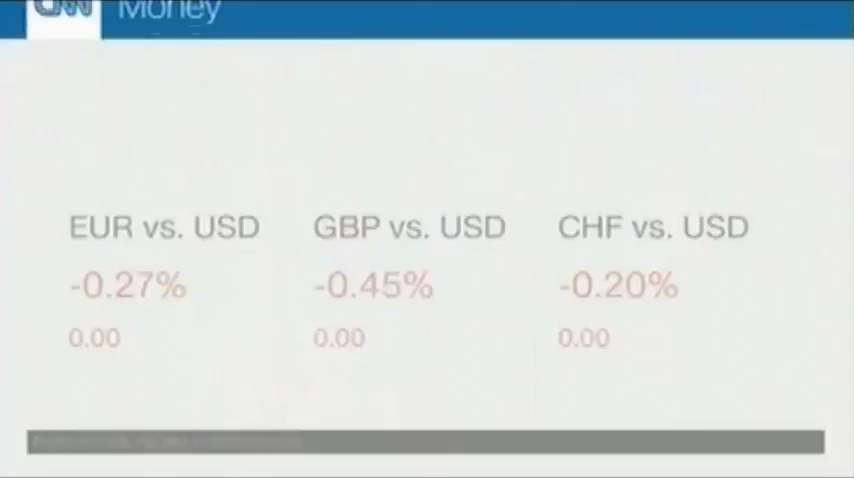 CNN Money
EUR vs. USD GBP vs. USD CHF vs. USD
-0.27% -0.45% -0.20%
0.00 0.00 0.00